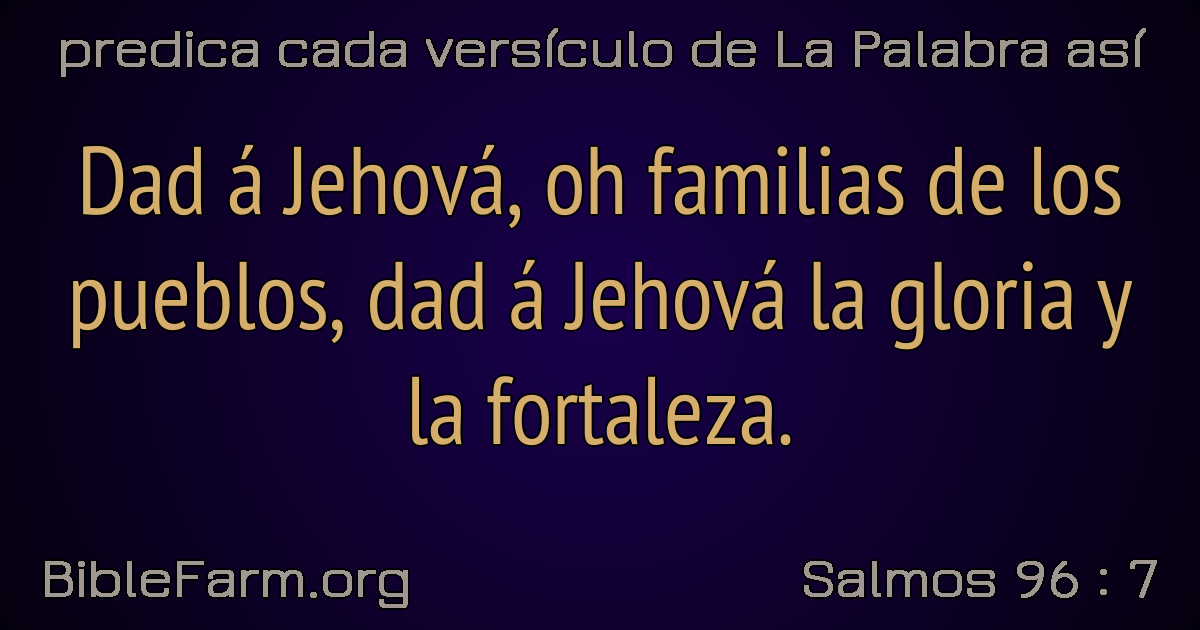 predica cada versículo de La Palabra así
Dad á Jehová, oh familias de los
pueblos, dad á Jehová la gloria y
la fortaleza.
BibleFarm.org
Salmos 96 : 7